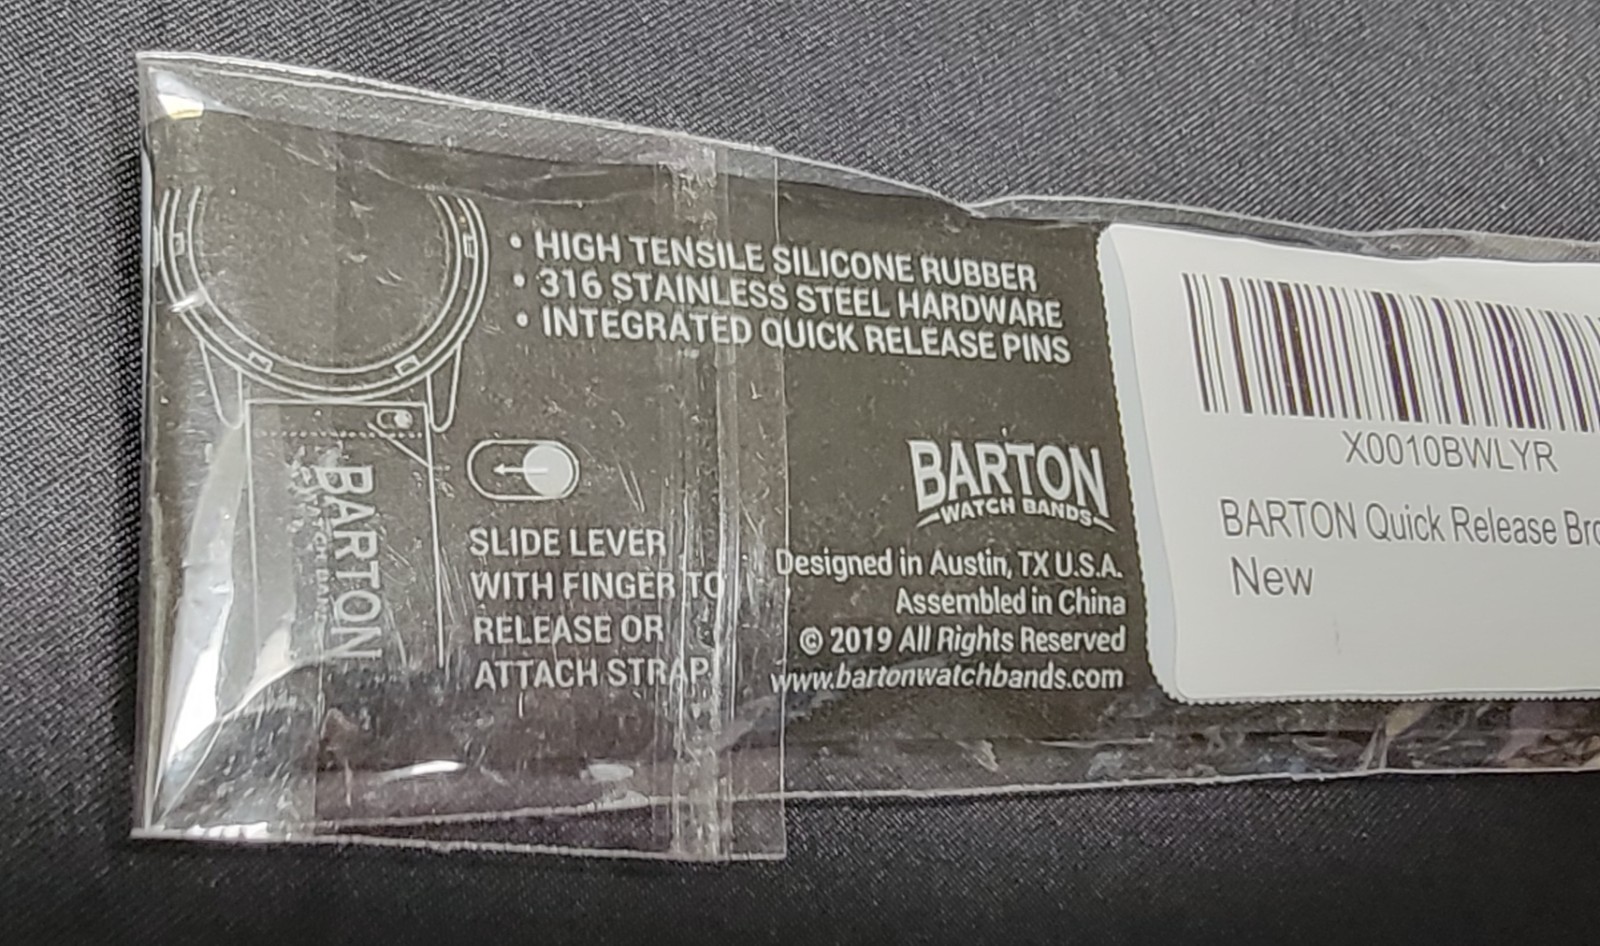 • HIGH TENSILE SILICONE RUBBER
• 316 STAINLESS STEEL HARDWARE
• INTEGRATED QUICK RELEASE PINS
BARTON
WATCH BANDS
SLIDE LEVER
WITH FINGER TO
RELEASE OR
ATTACH STRAP
BARTON
WATCH BANDS
Designed in Austin, TX U.S.A.
Assembled in China
© 2019 All Rights Reserved
www.bartonwatchbands.com
X0010BWLYR
BARTON Quick Release
New